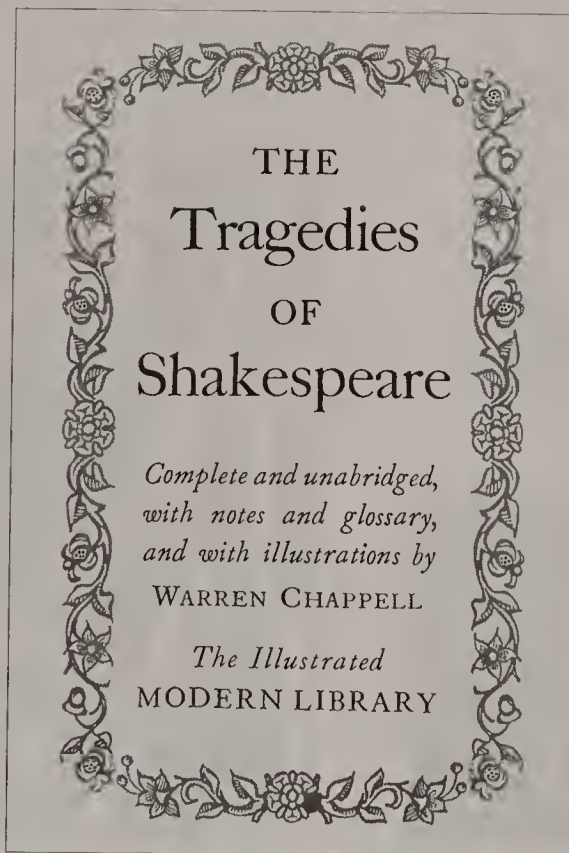 THE
Tragedies
OF
Shakespeare
Complete and unabridged,
with notes and glossary,
and with illustrations by
WARREN CHAPPELL
The Illustrated
MODERN LIBRARY